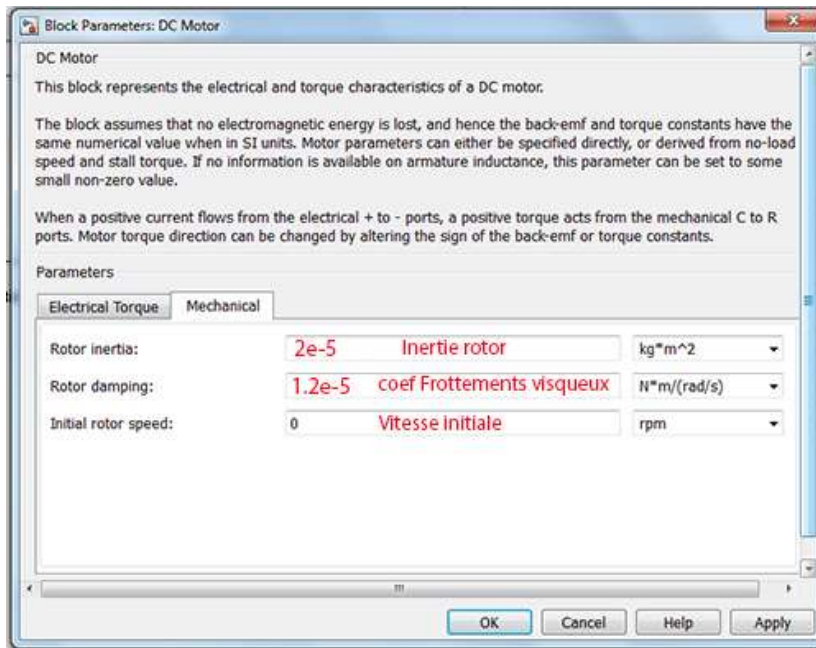 Block Parameters: DC Motor
DC Motor
This block represents the electrical and torque characteristics of a DC motor.
The block assumes that no electromagnetic energy is lost, and hence the back-emf and torque constants have the
same numerical value when in SI units. Motor parameters can either be specified directly, or derived from no-load
speed and stall torque. If no information is available on armature inductance, this parameter can be set to some
small non-zero value.
When a positive current flows from the electrical + to - ports, a positive torque acts from the mechanical C to R
ports. Motor torque direction can be changed by altering the sign of the back-emf or torque constants.
Parameters
Electrical Torque Mechanical
Rotor inertia: 2e-5 Inertie rotor kg*m^2
Rotor damping: 1.2e-5 coef Frottements visqueux N*m/(rad/s)
Initial rotor speed: 0 Vitesse initiale rpm
OK Cancel Help Apply